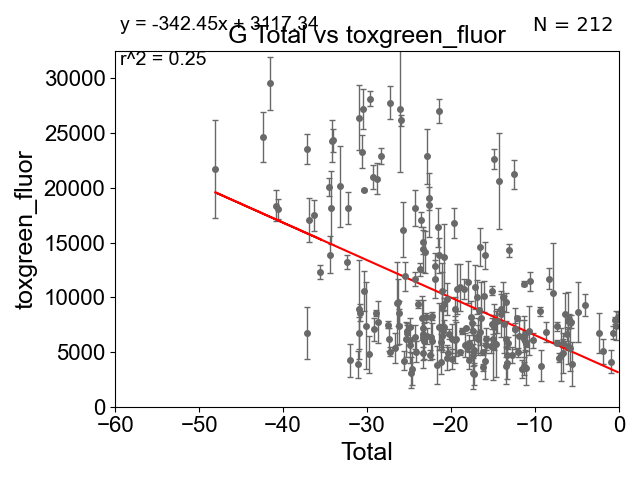 y = -342.45x + 3117.34
G Total vs toxgreen_fluor
N = 212
r^2 = 0.25
toxgreen_fluor
30000
25000
20000
15000
10000
5000
0
−60 −50 −40 −30 −20 −10 0
Total